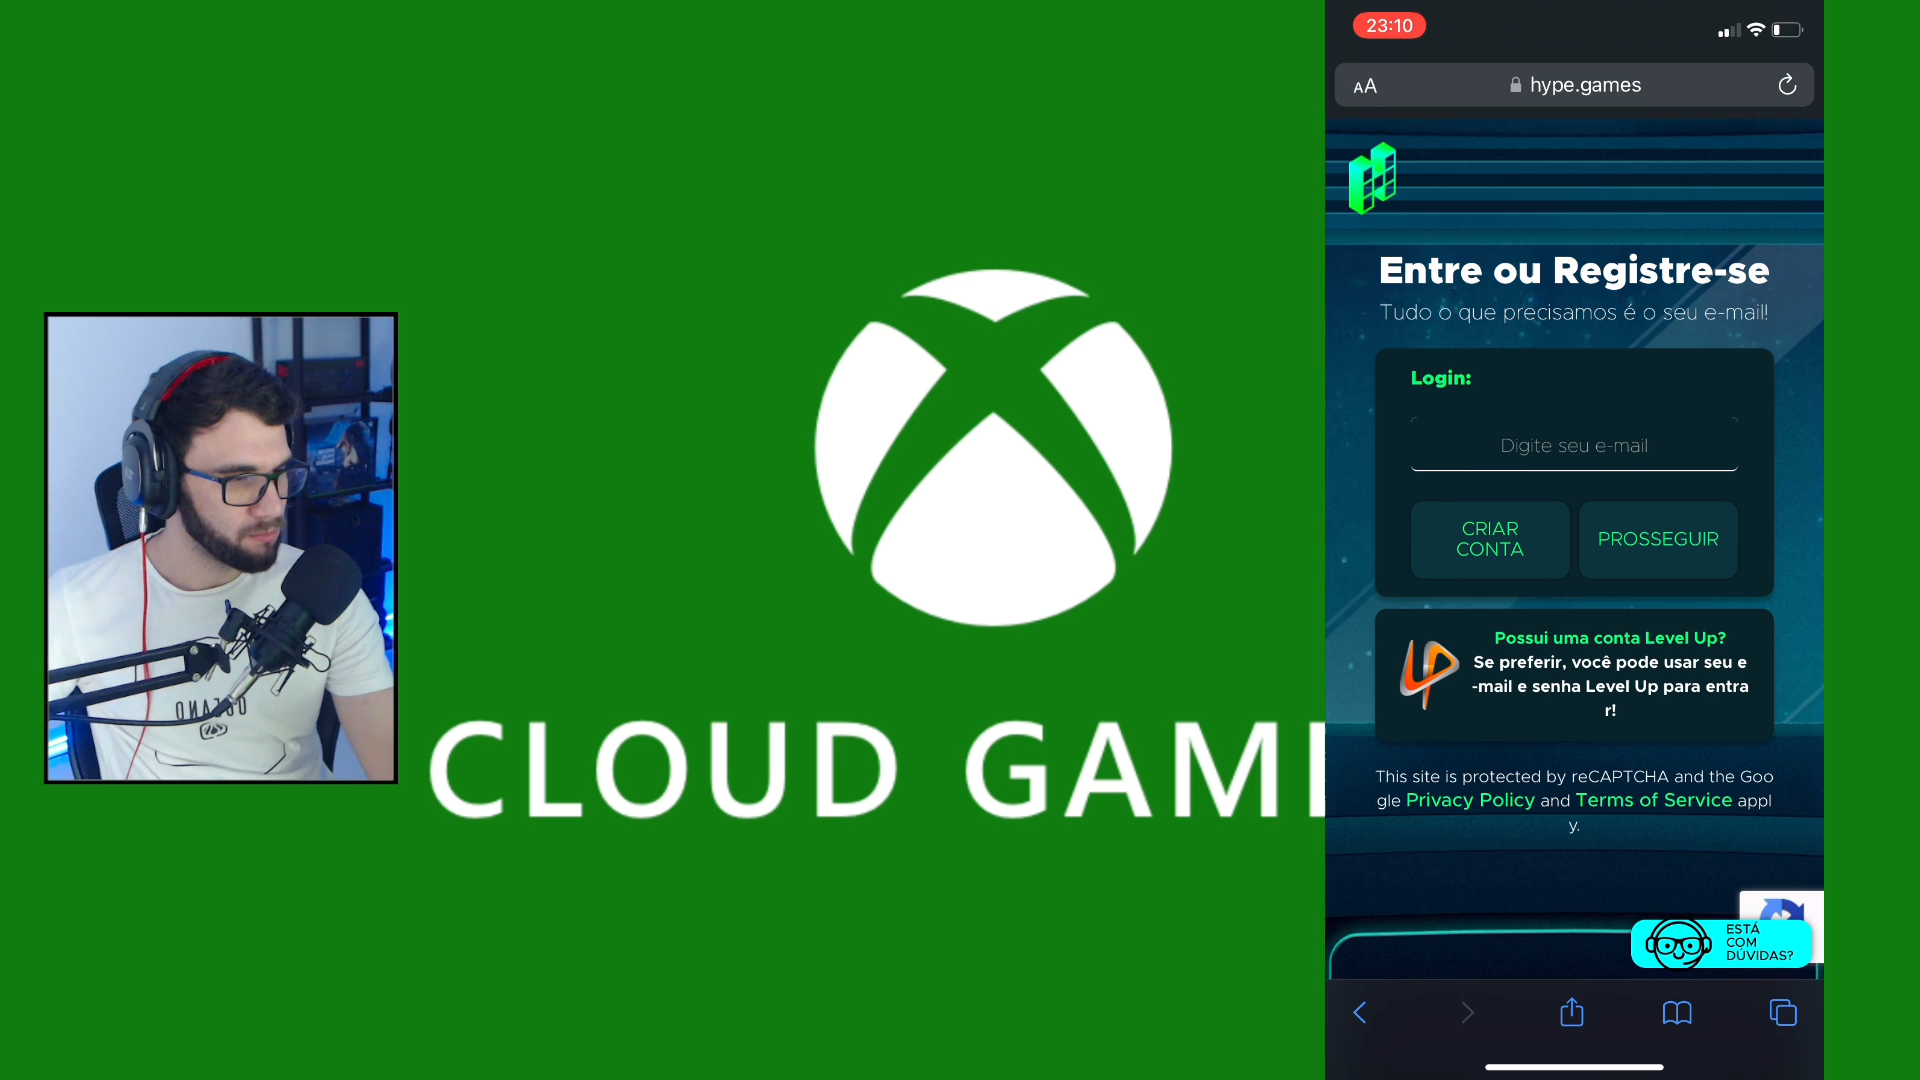 CLOUD GAMI
23:10
AA
hype.games
Entre ou Registre-se
Tudo o que precisamos é o seu e-mail!
Login:
Digite seu e-mail
CRIAR
CONTA
PROSSEGUIR
Possui uma conta Level Up?
Se preferir, você pode usar seu e
-mail e senha Level Up para entra
r!
This site is protected by reCAPTCHA and the Goo
gle Privacy Policy and Terms of Service appl
y.
ESTÁ
COM
DÚVIDAS?